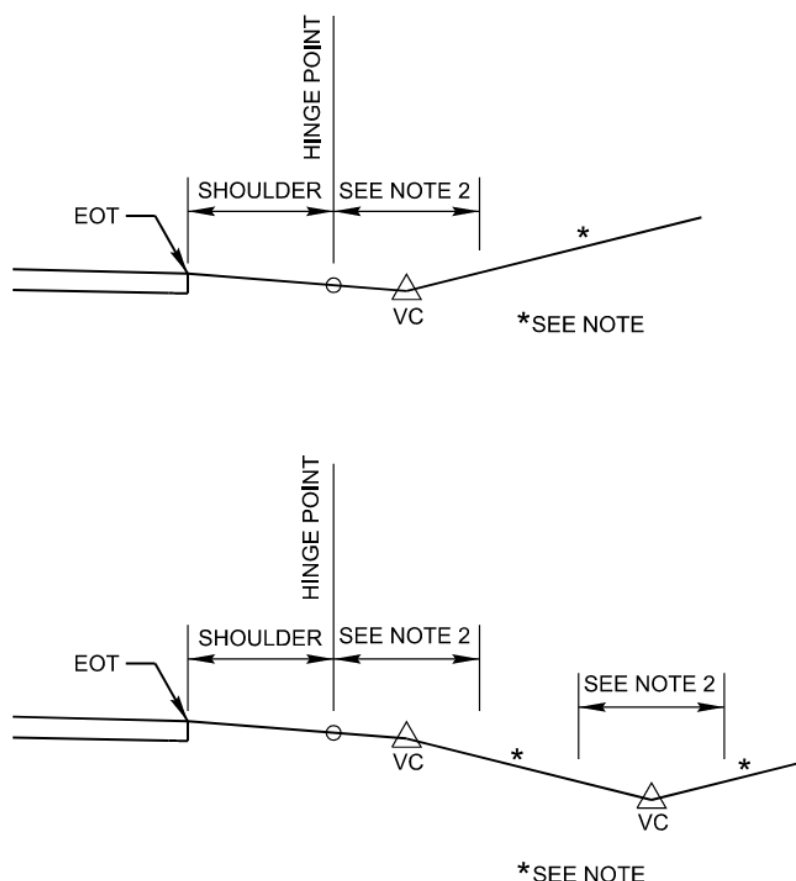 HINGE POINT
SHOULDER
SEE NOTE 2
EOT
VC
*SEE NOTE
*
HINGE POINT
SHOULDER
SEE NOTE 2
EOT
SEE NOTE 2
VC
*
*
VC
*SEE NOTE